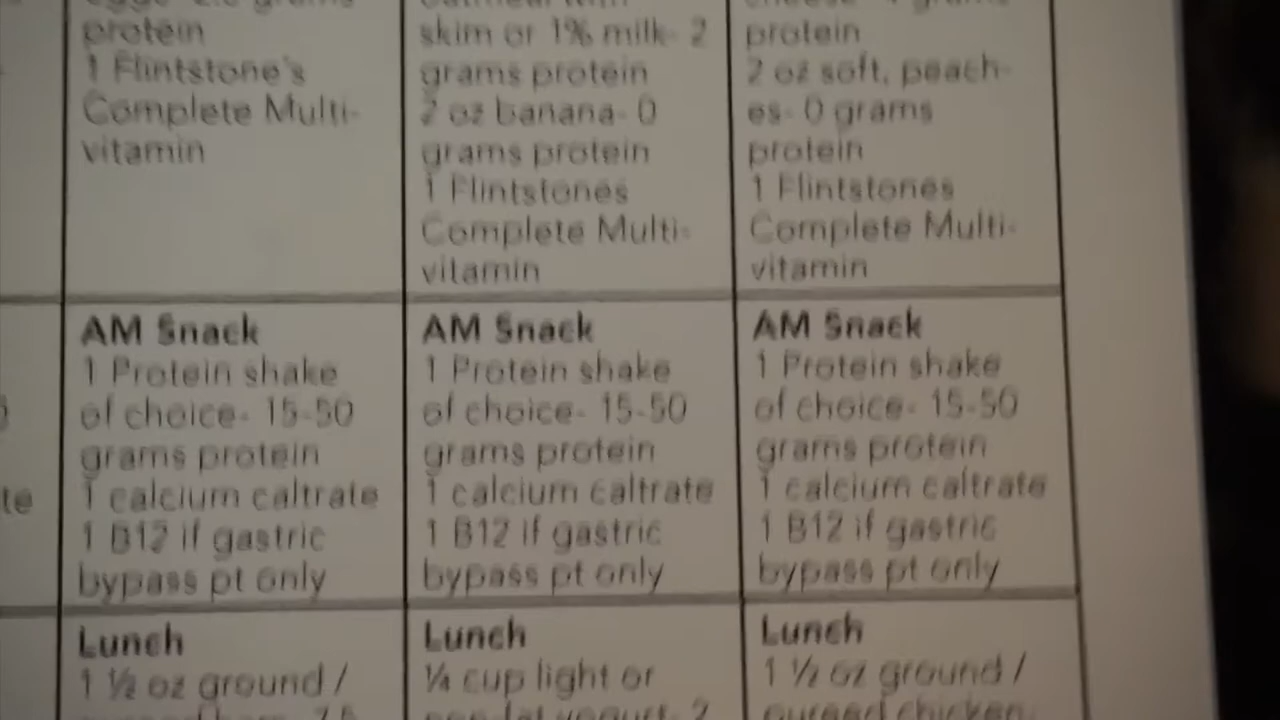 protein
1 Flintstone's
Complete Multi-
vitamin
AM Snack
1 Protein shake
of choice- 15-50
grams protein
1 calcium caltrate
1 B12 if gastric
bypass pt only
Lunch
1 ½ oz ground /
skim or 1% milk- 2
grams protein
2 oz banana- 0
grams protein
1 Flintstones
Complete Multi-
vitamin
AM Snack
1 Protein shake
of choice- 15-50
grams protein
1 calcium caltrate
1 B12 if gastric
bypass pt only
Lunch
¼ cup light or
protein
2 oz soft, peach-
es- 0 grams
protein
1 Flintstones
Complete Multi-
vitamin
AM Snack
1 Protein shake
of choice- 15-50
grams protein
1 calcium caltrate
1 B12 if gastric
bypass pt only
Lunch
1 ½ oz ground /
pureed chicken-